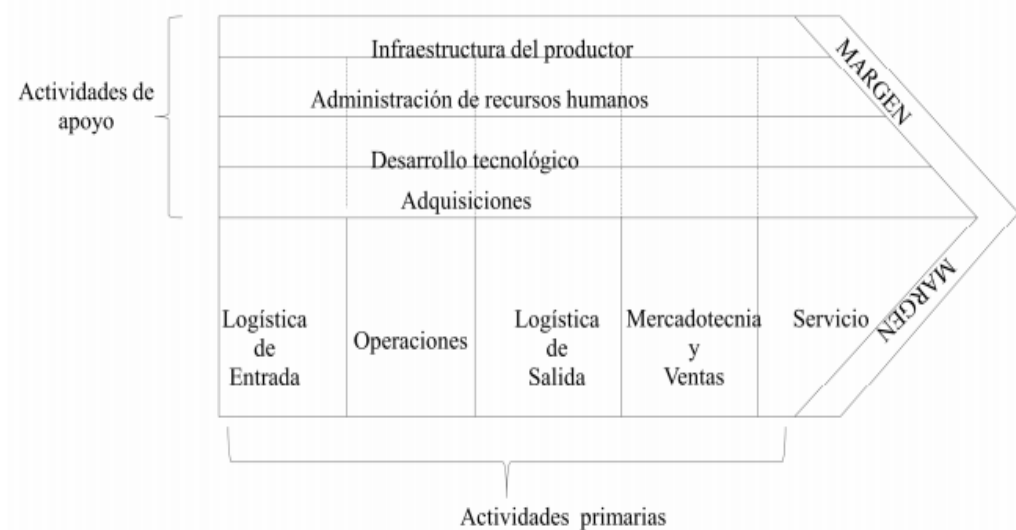 Infraestructura del productor
MARGEN
Actividades de
apoyo
Administración de recursos humanos
Desarrollo tecnológico
Adquisiciones
MARGEN
Logística
de
Entrada
Operaciones
Logística
de
Salida
Mercadotecnia
y
Ventas
Servicio
Actividades primarias